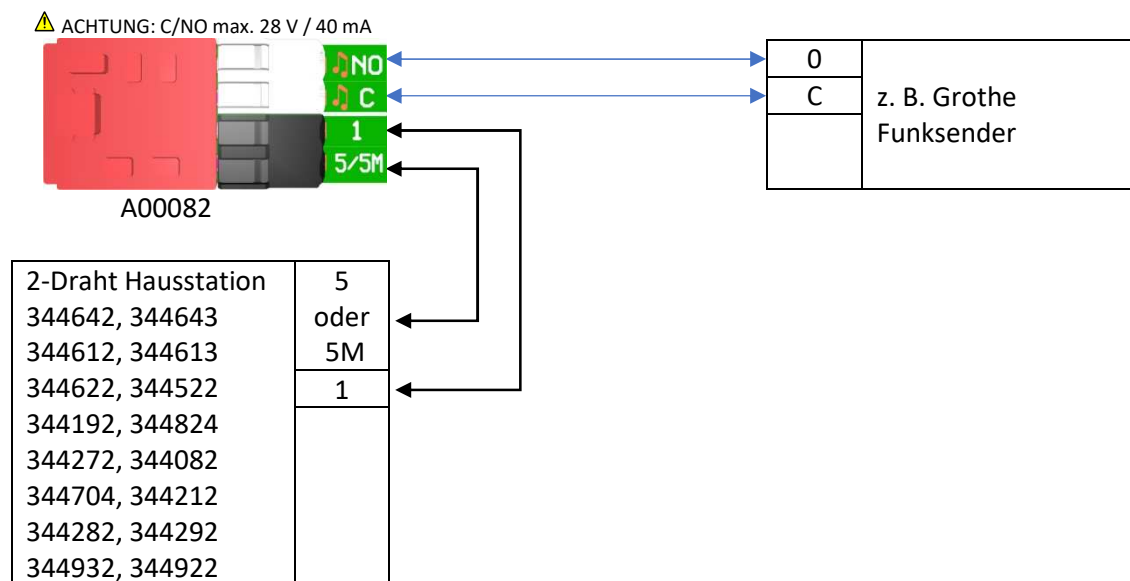 ACHTUNG: C/NO max. 28 V / 40 mA
NO
C
1
5/5M
A00082
0
C
z. B. Grothe
Funksender
2-Draht Hausstation
344642, 344643
344612, 344613
344622, 344522
344192, 344824
344272, 344082
344704, 344212
344282, 344292
344932, 344922
5
oder
5M
1